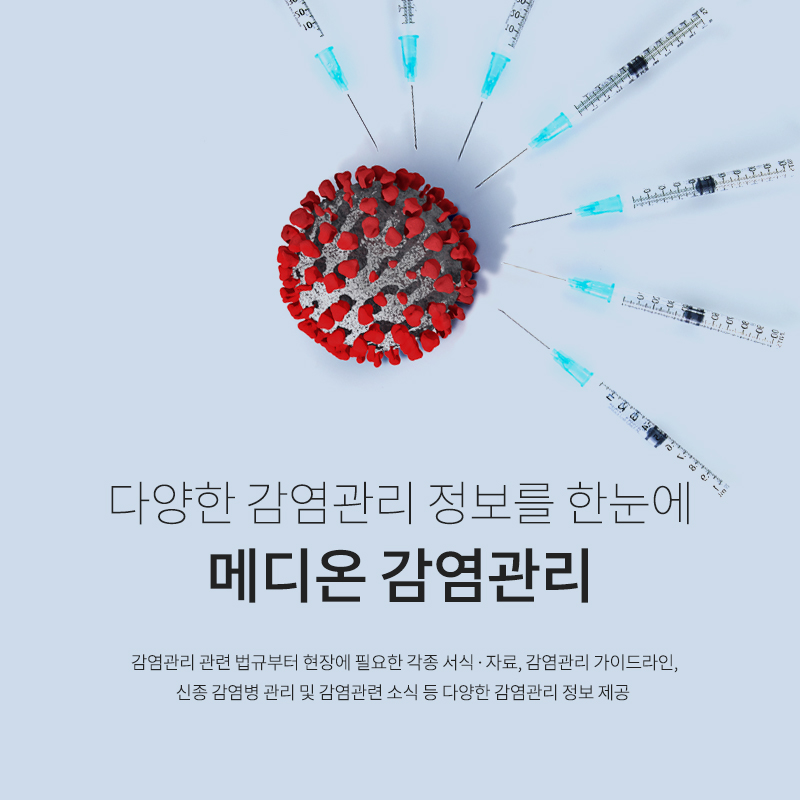 다양한 감염관리 정보를 한눈에
메디온 감염관리
감염관리 관련 법규부터 현장에 필요한 각종 서식 · 자료, 감염관리 가이드라인,
신종 감염병 관리 및 감염관련 소식 등 다양한 감염관리 정보 제공